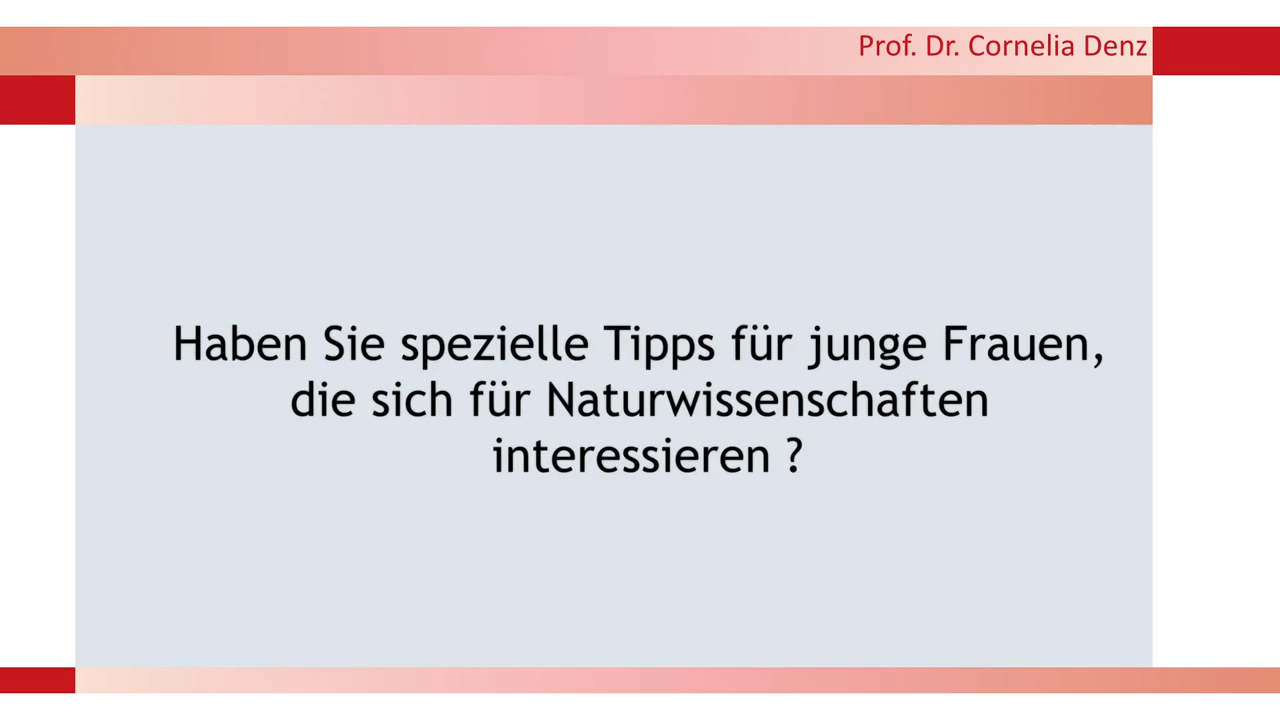 Prof. Dr. Cornelia Denz
Haben Sie spezielle Tipps für junge Frauen,
die sich für Naturwissenschaften
interessieren ?